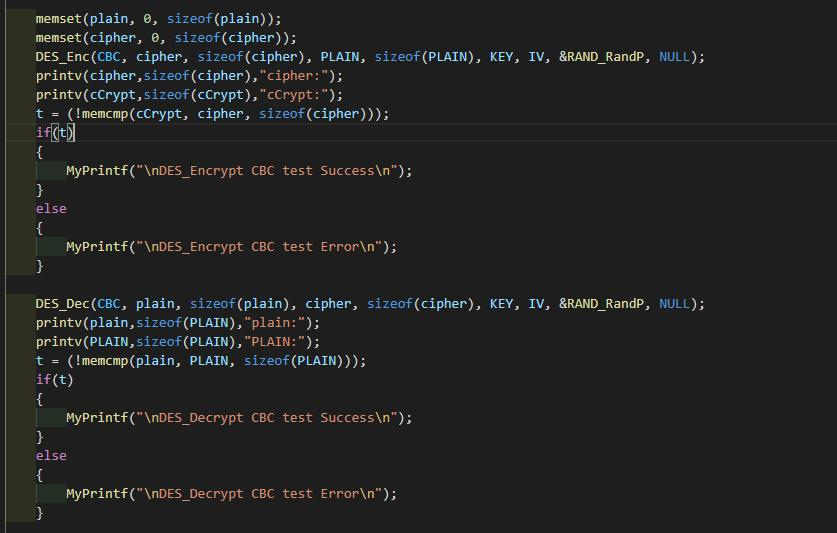 memset(plain, 0, sizeof(plain));
memset(cipher, 0, sizeof(cipher));
DES_Enc(CBC, cipher, sizeof(cipher), PLAIN, sizeof(PLAIN), KEY, IV, &RAND_RandP, NULL);
printv(cipher,sizeof(cipher),"cipher:");
printv(cCrypt,sizeof(cCrypt),"cCrypt:");
t = (!memcmp(cCrypt, cipher, sizeof(cipher)));
if(t)
{
MyPrintf("\nDES_Encrypt CBC test Success\n");
}
else
{
MyPrintf("\nDES_Encrypt CBC test Error\n");
}
DES_Dec(CBC, plain, sizeof(plain), cipher, sizeof(cipher), KEY, IV, &RAND_RandP, NULL);
printv(plain,sizeof(PLAIN),"plain:");
printv(PLAIN,sizeof(PLAIN),"PLAIN:");
t = (!memcmp(plain, PLAIN, sizeof(PLAIN)));
if(t)
{
MyPrintf("\nDES_Decrypt CBC test Success\n");
}
else
{
MyPrintf("\nDES_Decrypt CBC test Error\n");
}